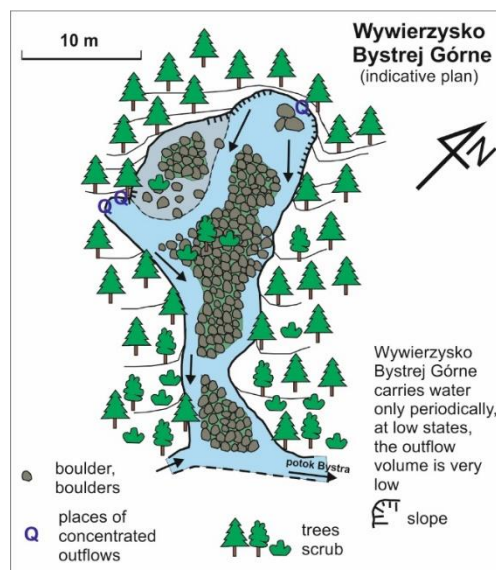 10 m
Wywierzysko
Bystrej Górne
(indicative plan)
Q
N
Q Q
Wywierzysko
Bystrej Górne
carries water
only periodically,
at low states,
the outflow
volume is very
low
potok Bystra
boulder,
boulders
slope
Q
places of
concentrated
outflows
trees
scrub